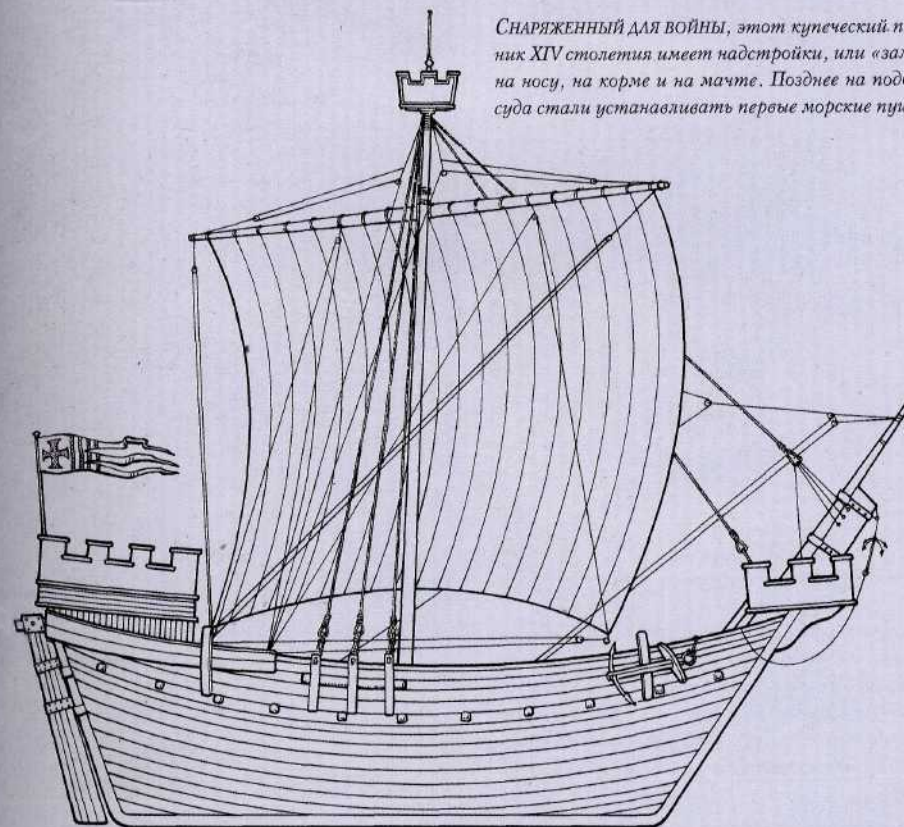 СНАРЯЖЕННЫЙ ДЛЯ ВОЙНЫ, этот купеческий
ник XIV столетия имеет надстройки, или
на носу, на корме и на мачте. Позднее на
суда стали устанавливать первые морские